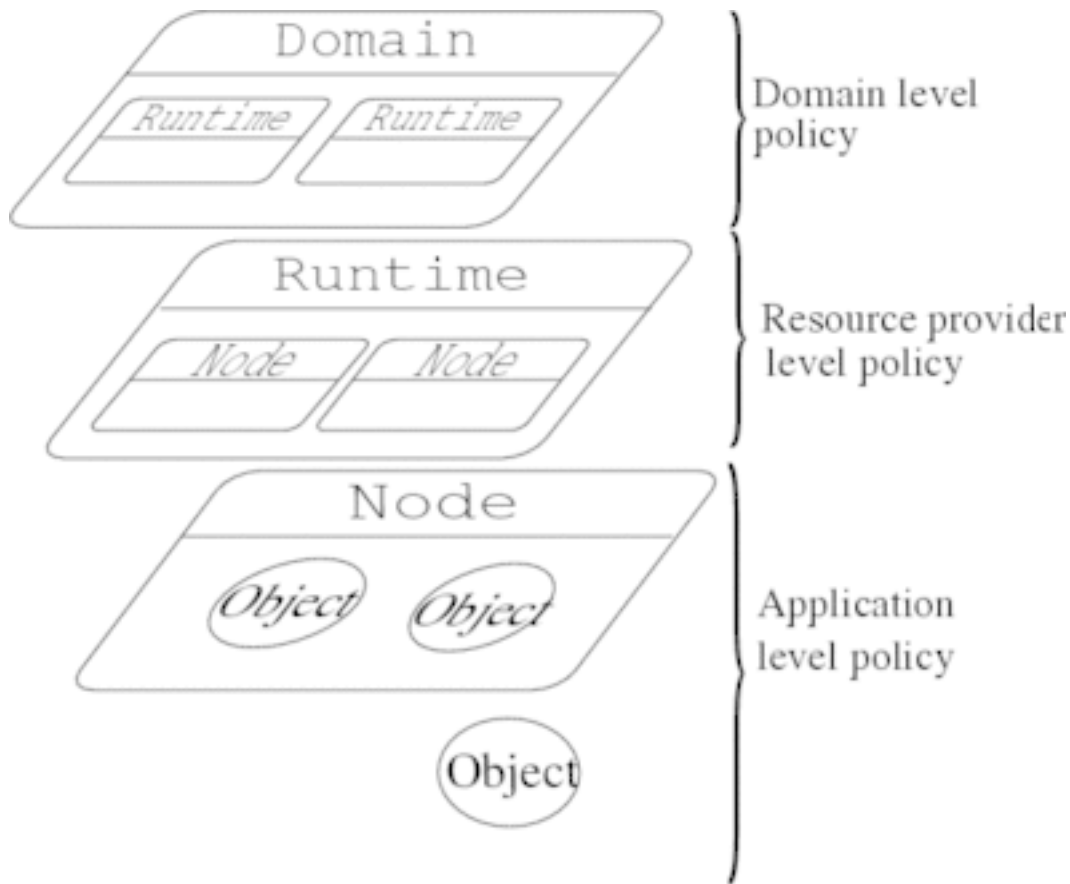 Domain
Runtime Runtime
Domain level
policy
Runtime
Node Node
Resource provider
level policy
Node
Object Object
Application
level policy
Object